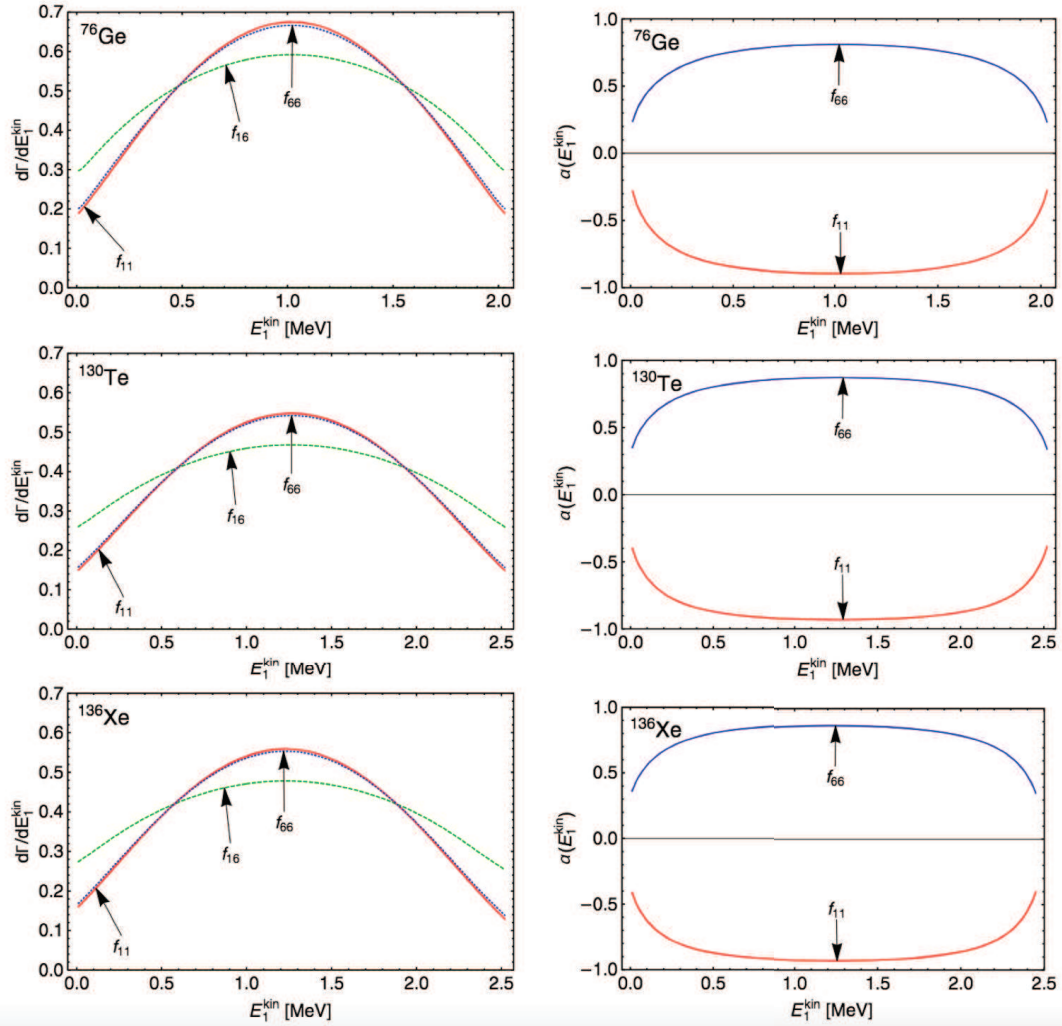 ⁷⁶Ge
0.7
0.6
0.5
0.4
0.3
0.2
0.1
0.0
dΓ/dE₁ᵏⁱⁿ
f₁₁
f₁₆
f₆₆
0.0 0.5 1.0 1.5 2.0
E₁ᵏⁱⁿ [MeV]
⁷⁶Ge
1.0
0.5
0.0
−0.5
−1.0
α(E₁ᵏⁱⁿ)
f₆₆
f₁₁
0.0 0.5 1.0 1.5 2.0
E₁ᵏⁱⁿ [MeV]
¹³⁰Te
0.7
0.6
0.5
0.4
0.3
0.2
0.1
0.0
dΓ/dE₁ᵏⁱⁿ
f₁₁
f₁₆
f₆₆
0.0 0.5 1.0 1.5 2.0 2.5
E₁ᵏⁱⁿ [MeV]
¹³⁰Te
1.0
0.5
0.0
−0.5
−1.0
α(E₁ᵏⁱⁿ)
f₆₆
f₁₁
0.0 0.5 1.0 1.5 2.0 2.5
E₁ᵏⁱⁿ [MeV]
¹³⁶Xe
0.7
0.6
0.5
0.4
0.3
0.2
0.1
0.0
dΓ/dE₁ᵏⁱⁿ
f₁₁
f₁₆
f₆₆
0.0 0.5 1.0 1.5 2.0 2.5
E₁ᵏⁱⁿ [MeV]
¹³⁶Xe
1.0
0.5
0.0
−0.5
−1.0
α(E₁ᵏⁱⁿ)
f₆₆
f₁₁
0.0 0.5 1.0 1.5 2.0 2.5
E₁ᵏⁱⁿ [MeV]